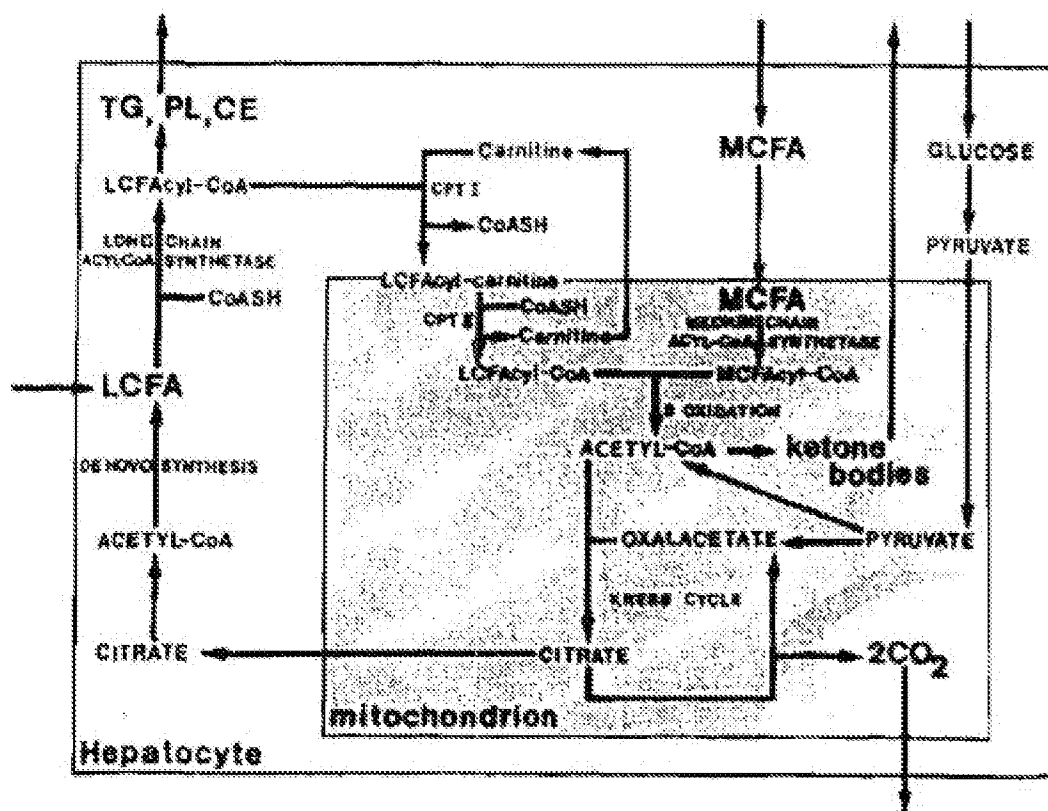 TG, PL, CE
Carnitine
MCFA
GLUCOSE
LCFAcyl-CoA
CPT I
CoASH
LONG CHAIN
ACYLCoA SYNTHETASE
PYRUVATE
LCFAcyl-carnitine
MCFA
CoASH
CoASH
MEDIUM CHAIN
ACYL-CoA SYNTHETASE
CPT II
Carnitine
LCFA
LCFAcyl-CoA
MCFAcyl-CoA
β OXIDATION
ACETYL-CoA
ketone
bodies
DE NOVO SYNTHESIS
ACETYL-CoA
OXALACETATE
PYRUVATE
KREBS CYCLE
CITRATE
CITRATE
2CO2
mitochondrion
Hepatocyte